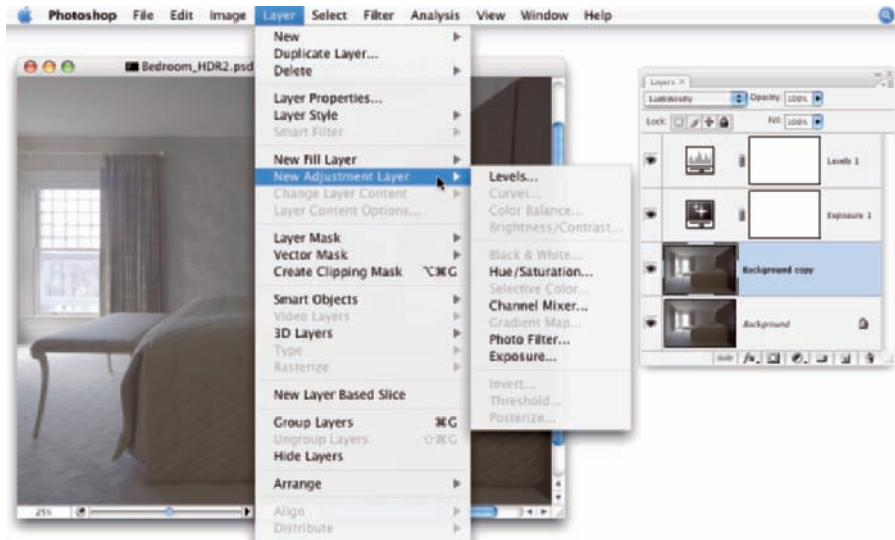 Photoshop File Edit Image Layer Select Filter Analysis View Window Help
Bedroom_HDR2.psd
New
Duplicate Layer...
Delete
Layer Properties...
Layer Style
Smart Filter
New Fill Layer
New Adjustment Layer
Change Layer Content
Layer Content Options...
Layer Mask
Vector Mask
Create Clipping Mask ⌥⌘G
Smart Objects
Video Layers
3D Layers
Type
Rasterize
New Layer Based Slice
Group Layers ⌘G
Ungroup Layers ⇧⌘G
Hide Layers
Arrange
Align
Distribute
Levels...
Curves...
Color Balance...
Brightness/Contrast...
Black & White...
Hue/Saturation...
Selective Color...
Channel Mixer...
Gradient Map...
Photo Filter...
Exposure...
Invert...
Threshold...
Posterize...
25%
Layers ×
Luminosity Opacity: 100%
Lock: Fill: 100%
Levels 1
Exposure 1
Background copy
Background
fx